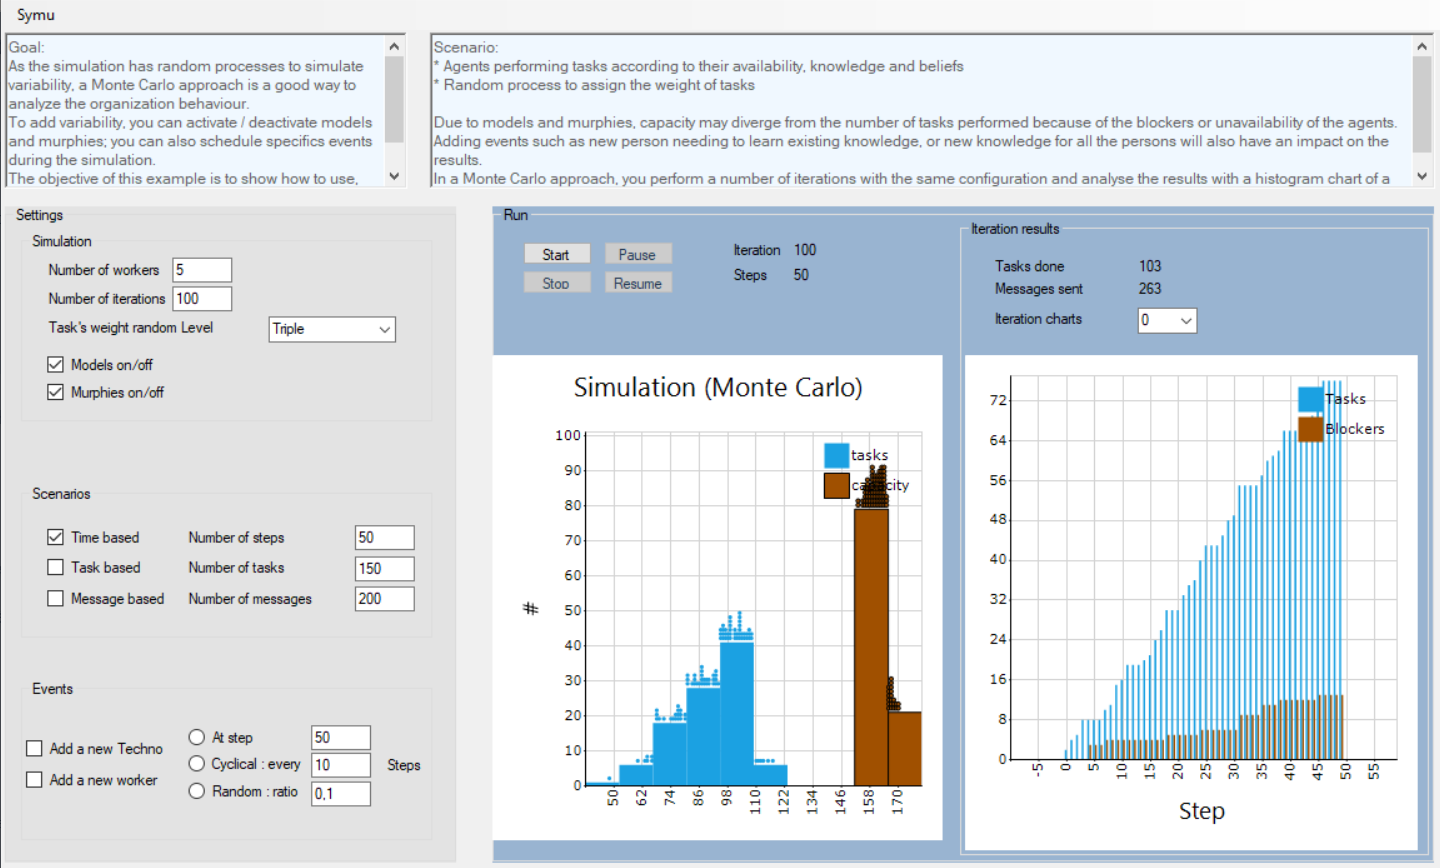 Symu
Goal:
As the simulation has random processes to simulate
variability, a Monte Carlo approach is a good way to
analyze the organization behaviour.
To add variability, you can activate / deactivate models
and murphies; you can also schedule specifics events
during the simulation.
The objective of this example is to show how to use,
Scenario:
* Agents performing tasks according to their availability, knowledge and beliefs
* Random process to assign the weight of tasks
Due to models and murphies, capacity may diverge from the number of tasks performed because of the blockers or unavailability of the agents.
Adding events such as new person needing to learn existing knowledge, or new knowledge for all the persons will also have an impact on the
results.
In a Monte Carlo approach, you perform a number of iterations with the same configuration and analyse the results with a histogram chart of a
Settings
Simulation
Number of workers 5
Number of iterations 100
Task's weight random Level Triple
Models on/off
Murphies on/off
Scenarios
Time based Number of steps 50
Task based Number of tasks 150
Message based Number of messages 200
Events
Add a new Techno
Add a new worker
At step 50
Cyclical : every 10 Steps
Random : ratio 0,1
Run
Start Pause
Stop Resume
Iteration 100
Steps 50
Simulation (Monte Carlo)
tasks
capacity
#
100
90
80
70
60
50
40
30
20
10
0
50 62 74 86 98 110 122 134 146 158 170
Iteration results
Tasks done 103
Messages sent 263
Iteration charts 0
Tasks
Blockers
72
64
56
48
40
32
24
16
8
0
-5 0 5 10 15 20 25 30 35 40 45 50 55
Step